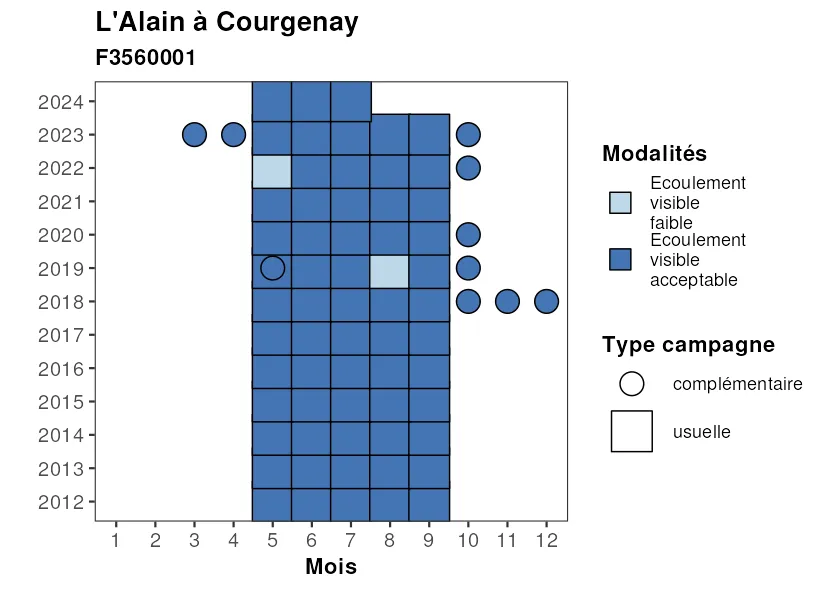 L'Alain à Courgenay
F3560001
2024
2023
2022
2021
2020
2019
2018
2017
2016
2015
2014
2013
2012
1 2 3 4 5 6 7 8 9 10 11 12
Mois
Modalités
Ecoulement
visible
faible
Ecoulement
visible
acceptable
Type campagne
complémentaire
usuelle